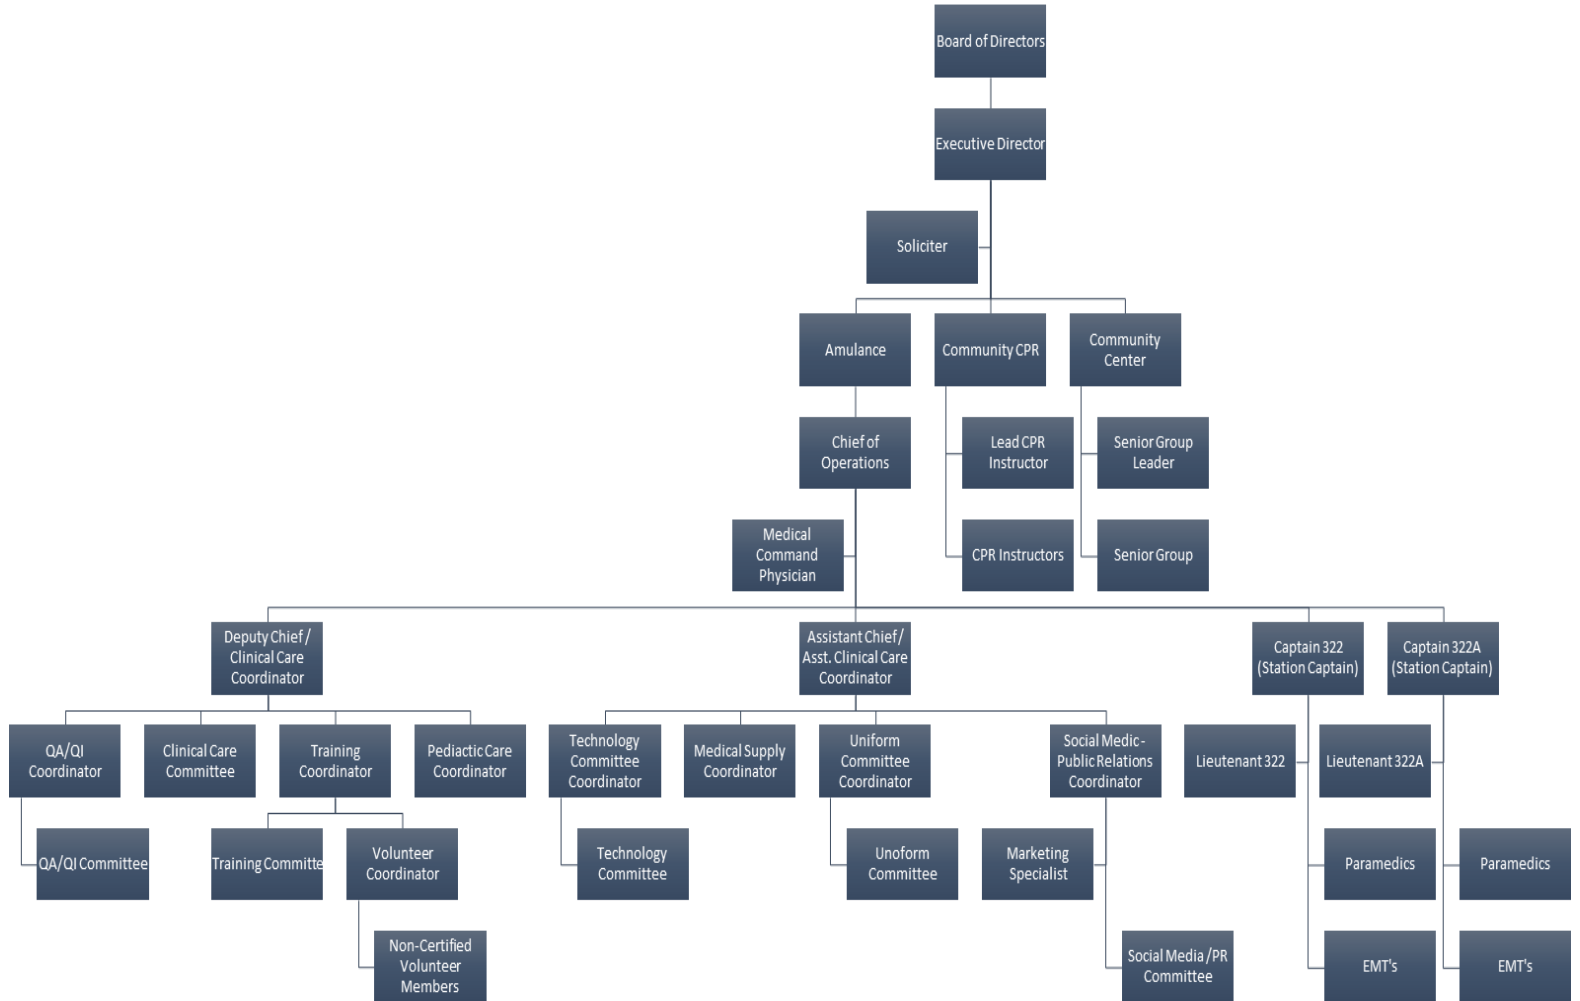 Board of Directors
Executive Director
Soliciter
Amulance
Community CPR
Community
Center
Chief of
Operations
Lead CPR
Instructor
Senior Group
Leader
Medical
Command
Physician
CPR Instructors
Senior Group
Deputy Chief /
Clinical Care
Coordinator
Assistant Chief /
Asst. Clinical Care
Coordinator
Captain 322
(Station Captain)
Captain 322A
(Station Captain)
QA/QI
Coordinator
Clinical Care
Committee
Training
Coordinator
Pediactic Care
Coordinator
Technology
Committee
Coordinator
Medical Supply
Coordinator
Uniform
Committee
Coordinator
Social Medic -
Public Relations
Coordinator
Lieutenant 322
Lieutenant 322A
QA/QI Committee
Training Committe
Volunteer
Coordinator
Technology
Committee
Unoform
Committee
Marketing
Specialist
Paramedics
Paramedics
Non-Certified
Volunteer
Members
Social Media /PR
Committee
EMT's
EMT's